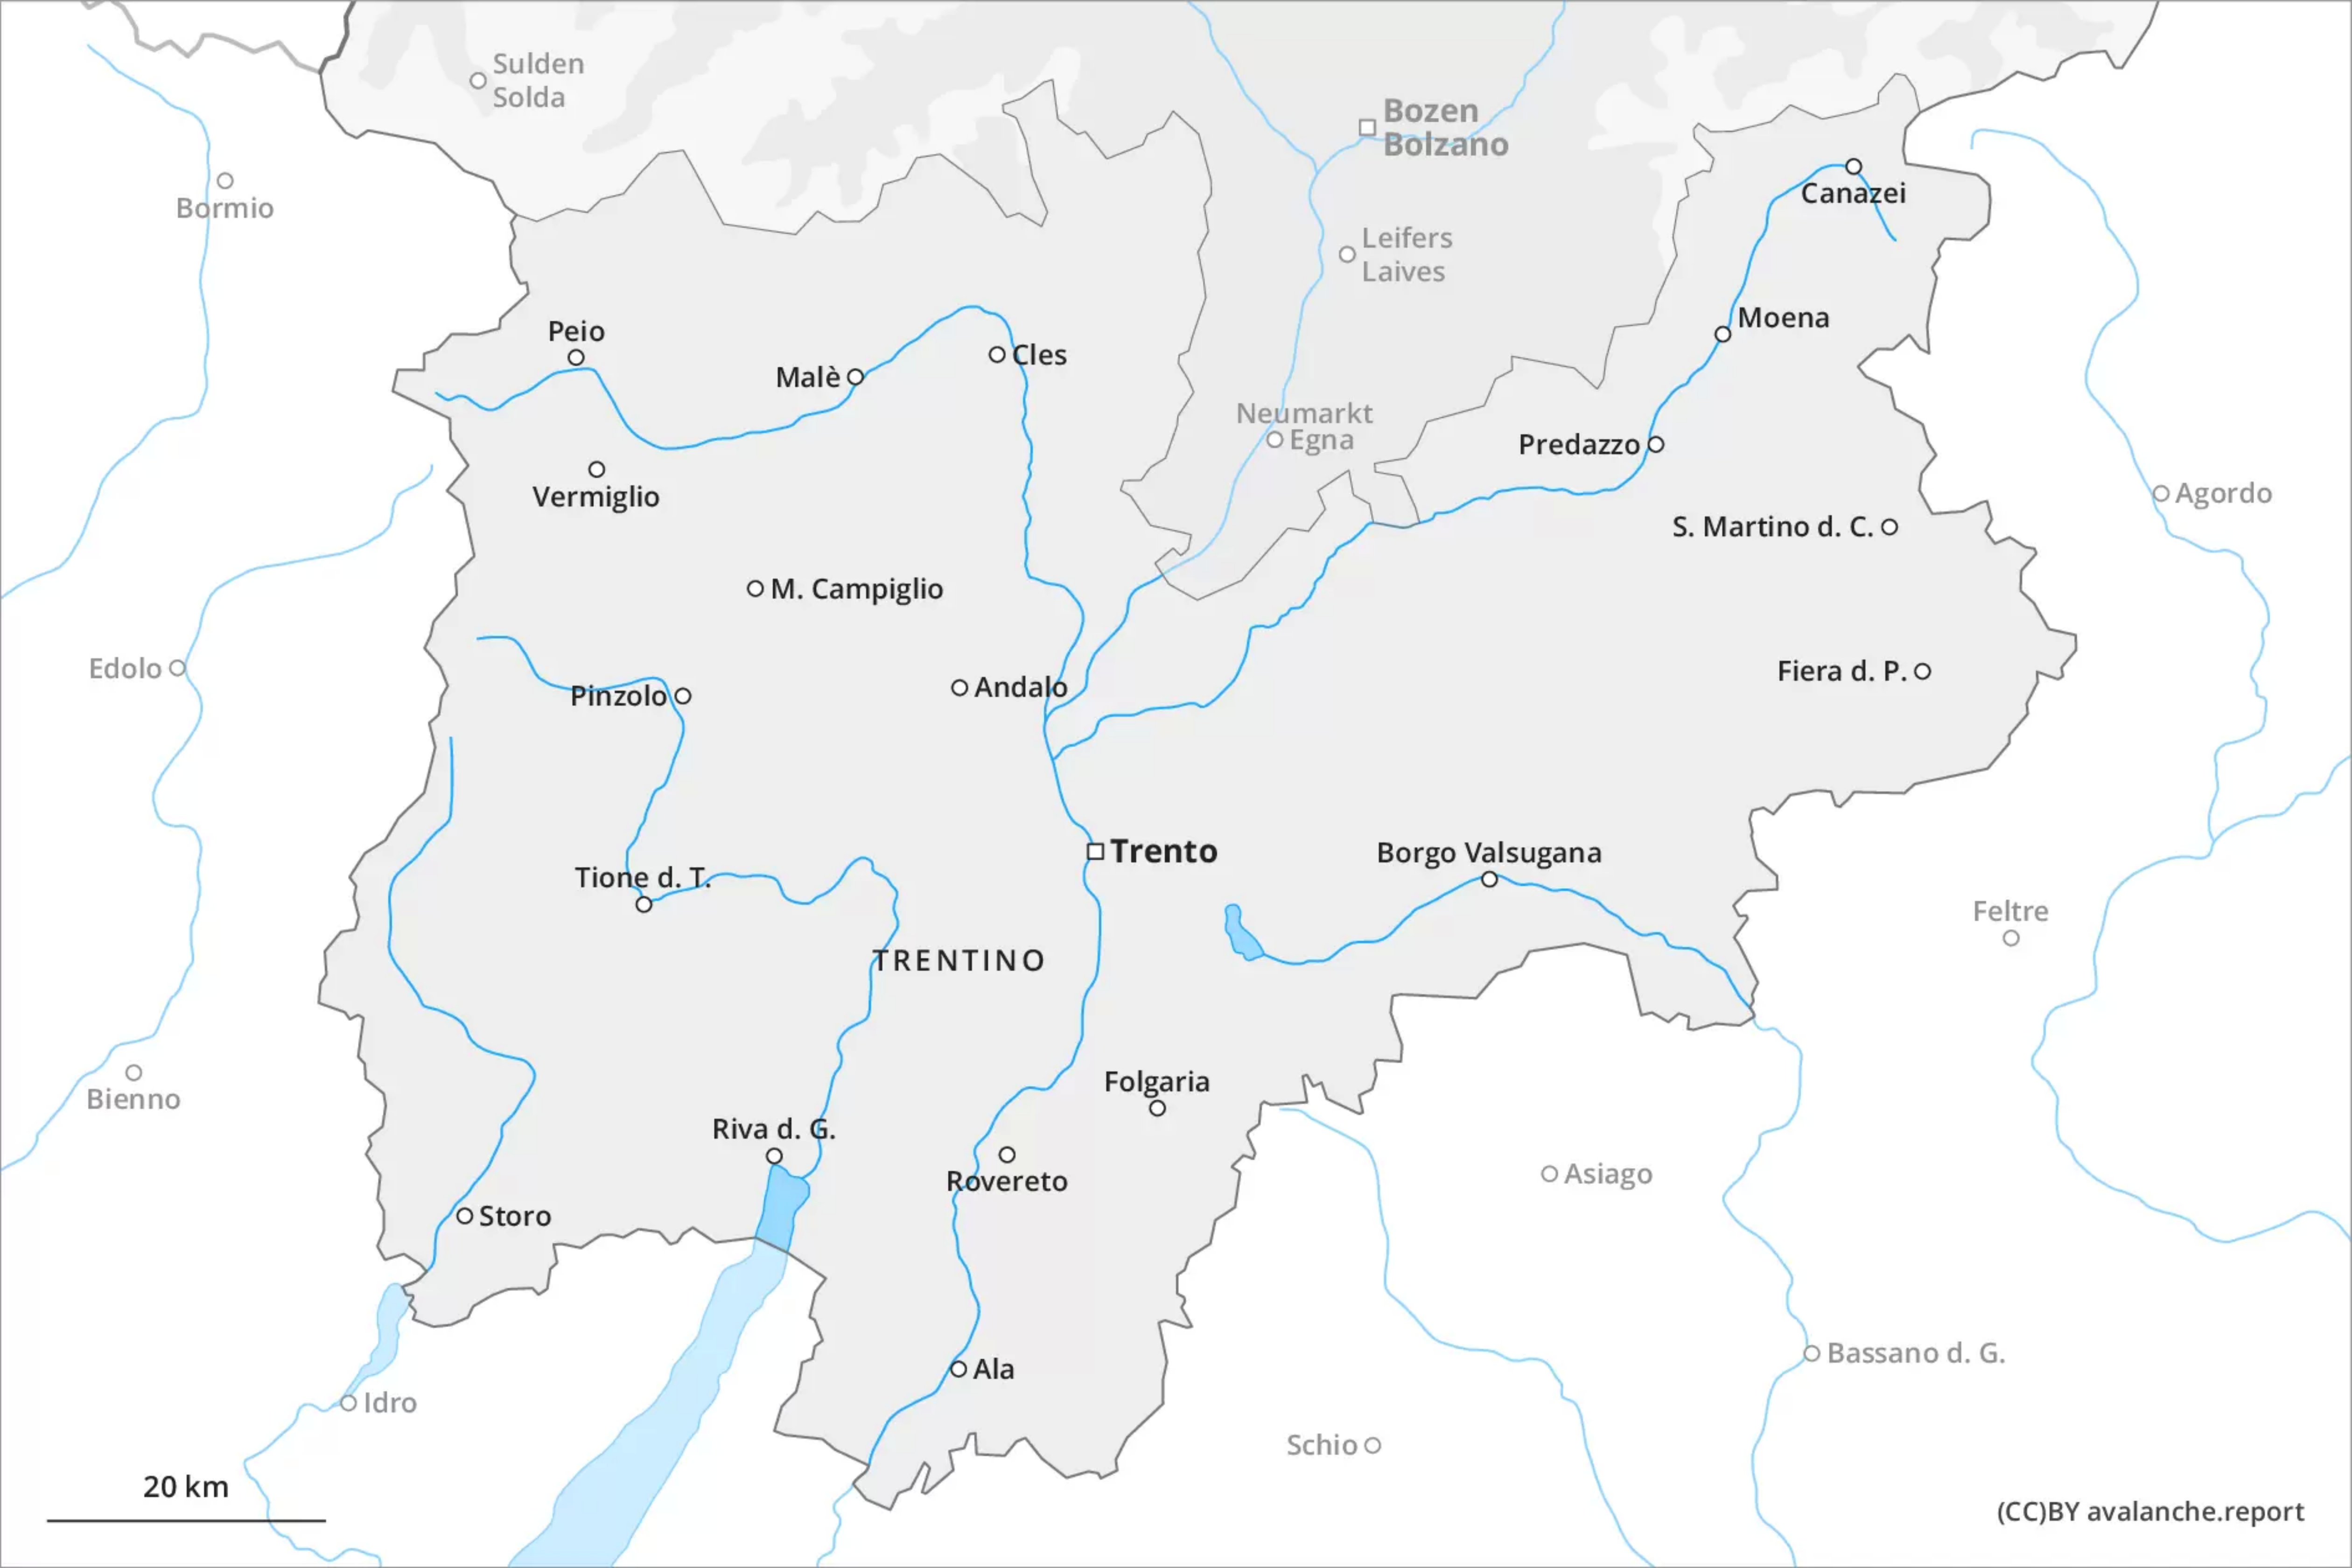 Sulden
Solda
Bozen
Bolzano
Bormio
Canazei
Leifers
Laives
Moena
Peio
Cles
Malè
Neumarkt
Egna
Predazzo
Vermiglio
Agordo
S. Martino d. C.
M. Campiglio
Edolo
Fiera d. P.
Andalo
Pinzolo
Trento
Borgo Valsugana
Tione d. T.
Feltre
TRENTINO
Folgaria
Bienno
Riva d. G.
Asiago
Rovereto
Storo
Bassano d. G.
Ala
Idro
Schio
20 km
(CC)BY avalanche.report